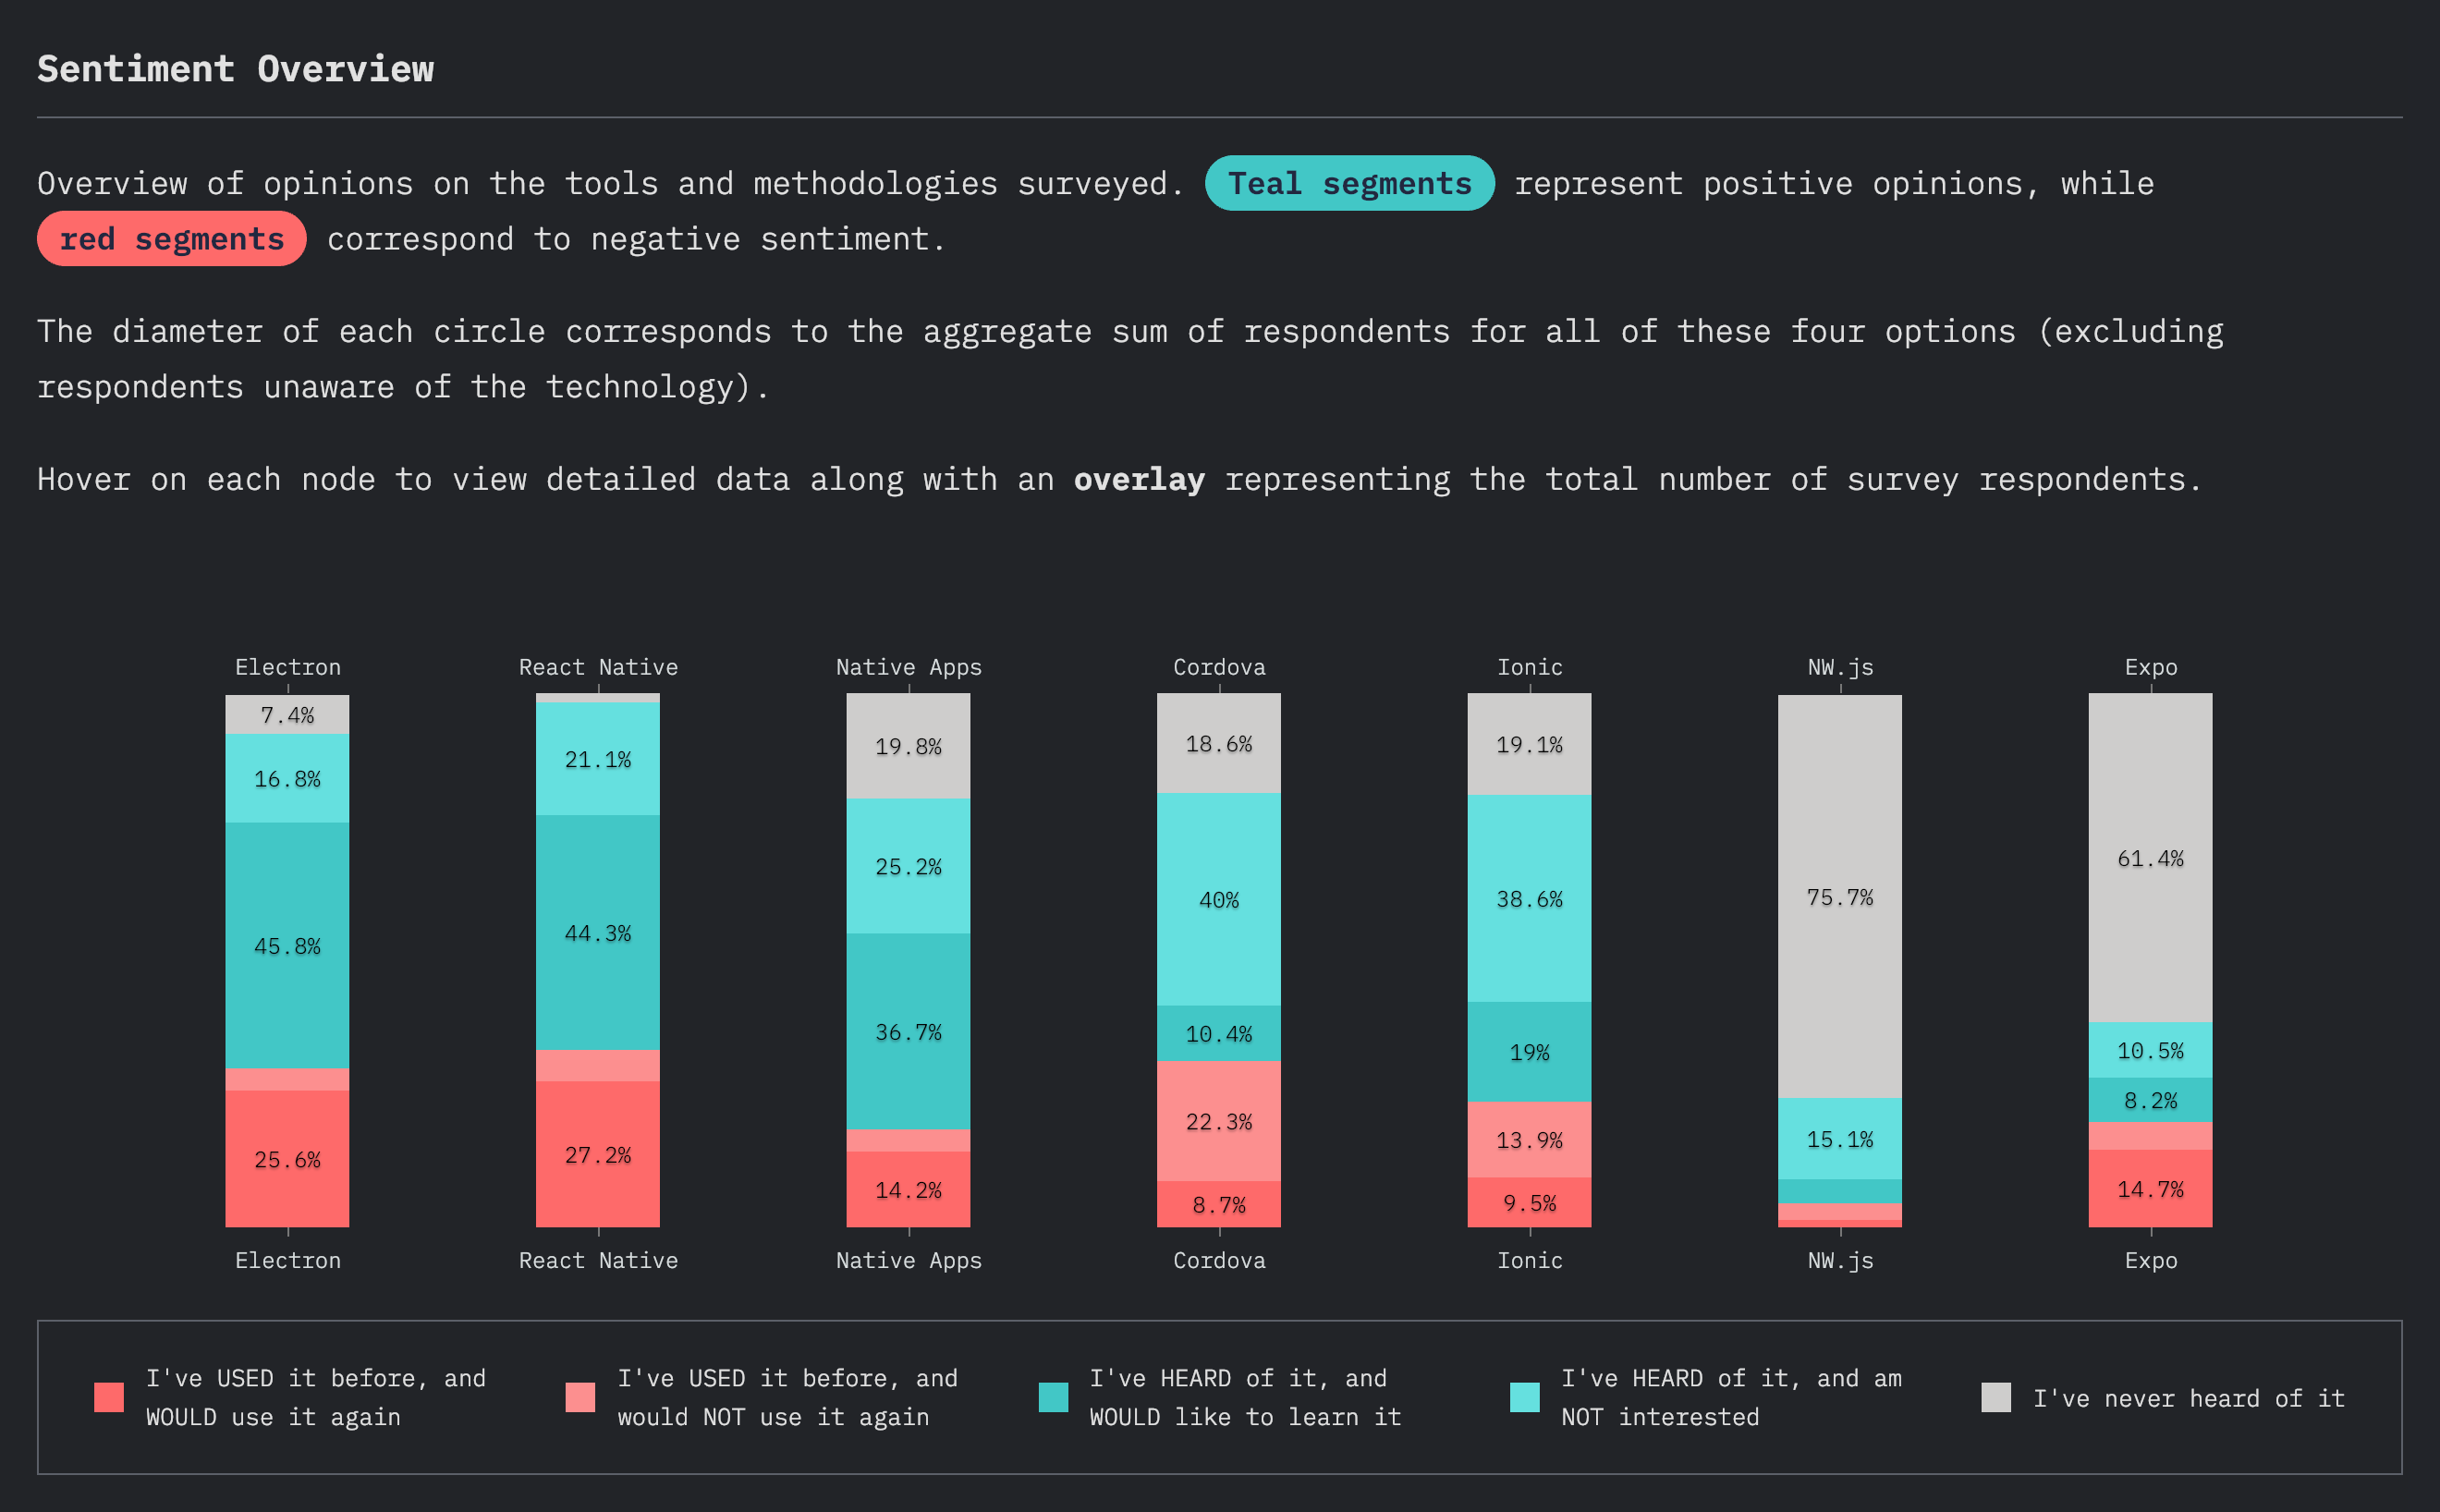 Sentiment Overview
Overview of opinions on the tools and methodologies surveyed. Teal segments represent positive opinions, while
red segments correspond to negative sentiment.
The diameter of each circle corresponds to the aggregate sum of respondents for all of these four options (excluding
respondents unaware of the technology).
Hover on each node to view detailed data along with an overlay representing the total number of survey respondents.
Electron
React Native
Native Apps
Cordova
Ionic
NW.js
Expo
7.4%
16.8%
45.8%
25.6%
21.1%
44.3%
27.2%
19.8%
25.2%
36.7%
14.2%
18.6%
40%
10.4%
22.3%
8.7%
19.1%
38.6%
19%
13.9%
9.5%
75.7%
15.1%
61.4%
10.5%
8.2%
14.7%
Electron
React Native
Native Apps
Cordova
Ionic
NW.js
Expo
I've USED it before, and
WOULD use it again
I've USED it before, and
would NOT use it again
I've HEARD of it, and
WOULD like to learn it
I've HEARD of it, and am
NOT interested
I've never heard of it